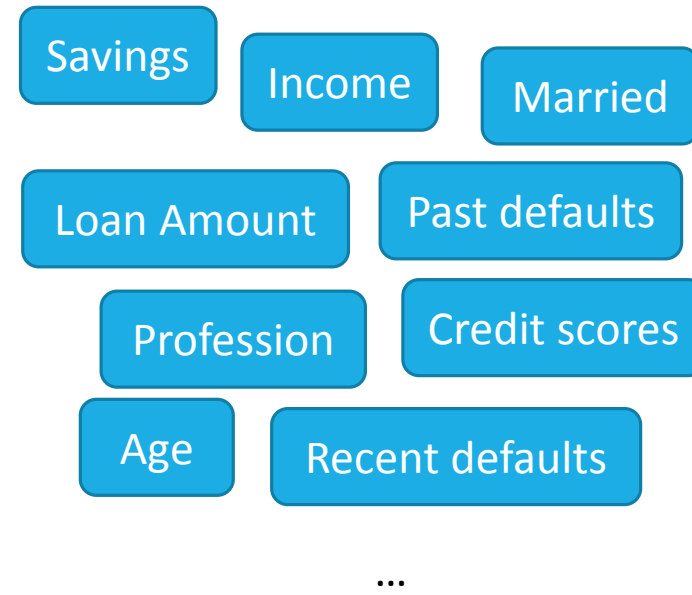 Savings
Income
Married
Loan Amount
Past defaults
Profession
Credit scores
Age
Recent defaults
...